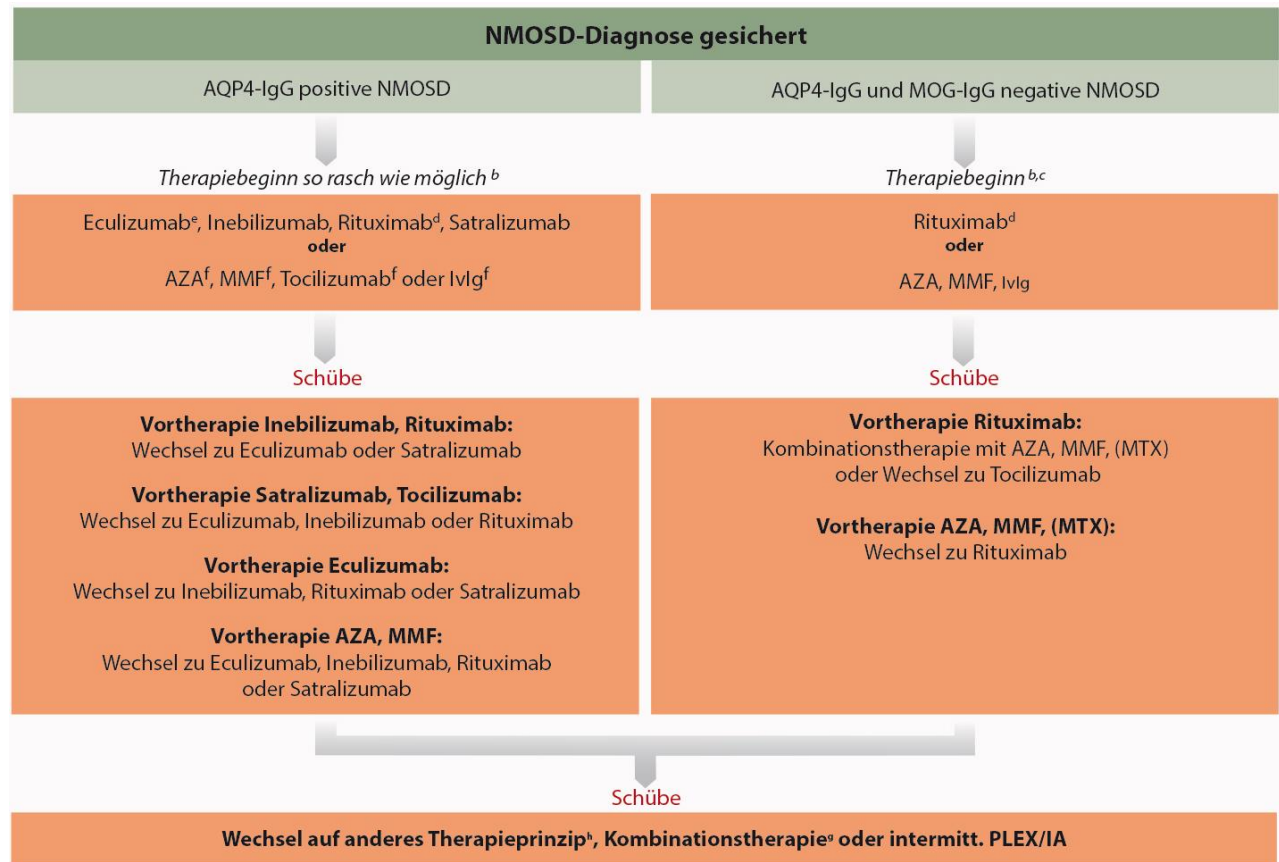 NMOSD-Diagnose gesichert
AQP4-IgG positive NMOSD
Therapiebeginn so rasch wie möglich b
Eculizumabe, Inebilizumab, Rituximabd, Satralizumab
oder
AZAf, MMFf, Tocilizumabf oder IvIgf
Schübe
Vortherapie Inebilizumab, Rituximab:
Wechsel zu Eculizumab oder Satralizumab
Vortherapie Satralizumab, Tocilizumab:
Wechsel zu Eculizumab, Inebilizumab oder Rituximab
Vortherapie Eculizumab:
Wechsel zu Inebilizumab, Rituximab oder Satralizumab
Vortherapie AZA, MMF:
Wechsel zu Eculizumab, Inebilizumab, Rituximab
oder Satralizumab
AQP4-IgG und MOG-IgG negative NMOSD
Therapiebeginn b,c
Rituximabd
oder
AZA, MMF, IvIg
Schübe
Vortherapie Rituximab:
Kombinationstherapie mit AZA, MMF, (MTX)
oder Wechsel zu Tocilizumab
Vortherapie AZA, MMF, (MTX):
Wechsel zu Rituximab
Schübe
Wechsel auf anderes Therapieprinziph, Kombinationstherapieg oder intermitt. PLEX/IA